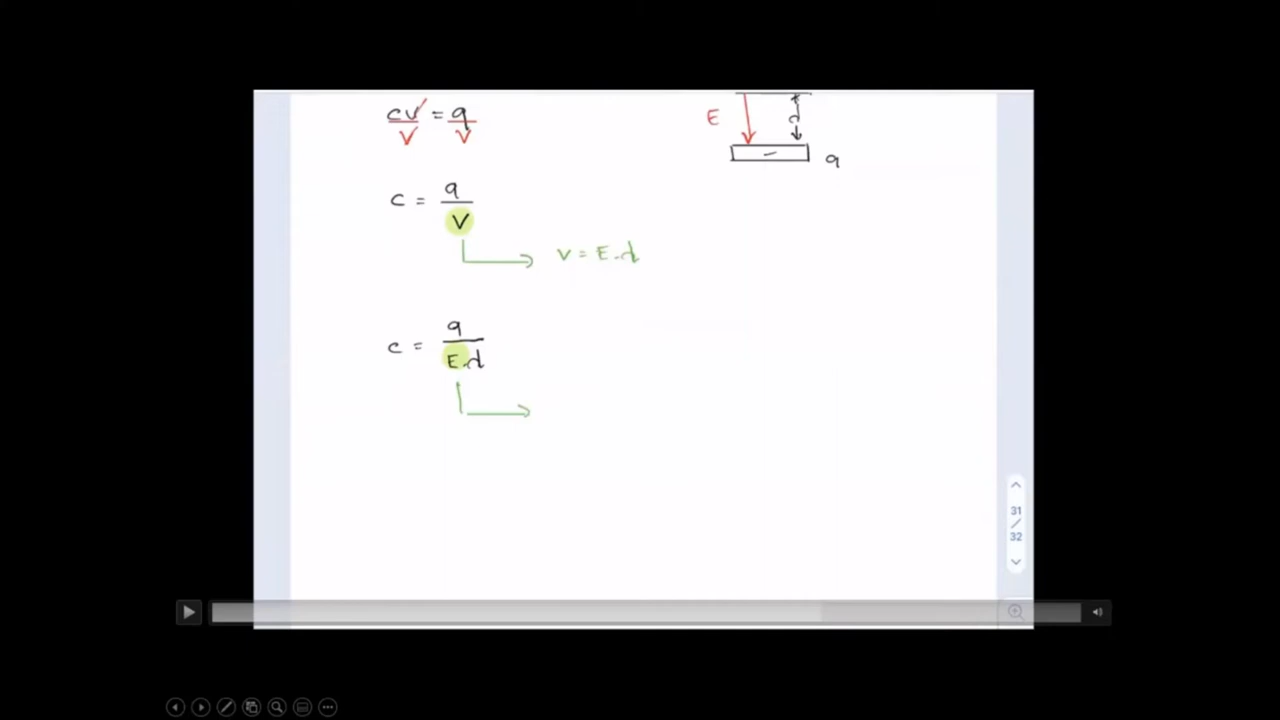 CV = q
V V
E
d
q
c = q
V
V = E.d
c = q
E.d
31
/
32